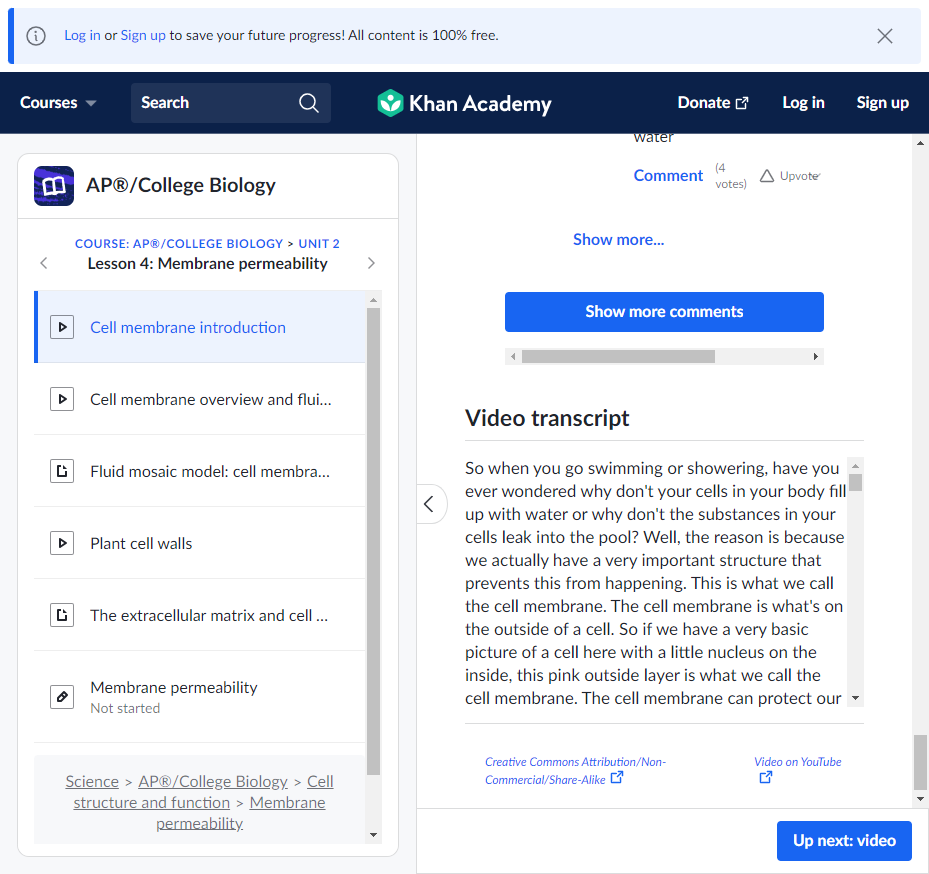 Log in or Sign up to save your future progress! All content is 100% free.
Courses
Search
Khan Academy
Donate
Log in
Sign up
AP®/College Biology
COURSE: AP®/COLLEGE BIOLOGY > UNIT 2
Lesson 4: Membrane permeability
Cell membrane introduction
Cell membrane overview and flui...
Fluid mosaic model: cell membra...
Plant cell walls
The extracellular matrix and cell ...
Membrane permeability
Not started
Science > AP®/College Biology > Cell
structure and function > Membrane
permeability
water
Comment
(4
votes)
Upvote
Show more...
Show more comments
Video transcript
So when you go swimming or showering, have you
ever wondered why don't your cells in your body fill
up with water or why don't the substances in your
cells leak into the pool? Well, the reason is because
we actually have a very important structure that
prevents this from happening. This is what we call
the cell membrane. The cell membrane is what's on
the outside of a cell. So if we have a very basic
picture of a cell here with a little nucleus on the
inside, this pink outside layer is what we call the
cell membrane. The cell membrane can protect our
Creative Commons Attribution/Non-
Commercial/Share-Alike
Video on YouTube
Up next: video